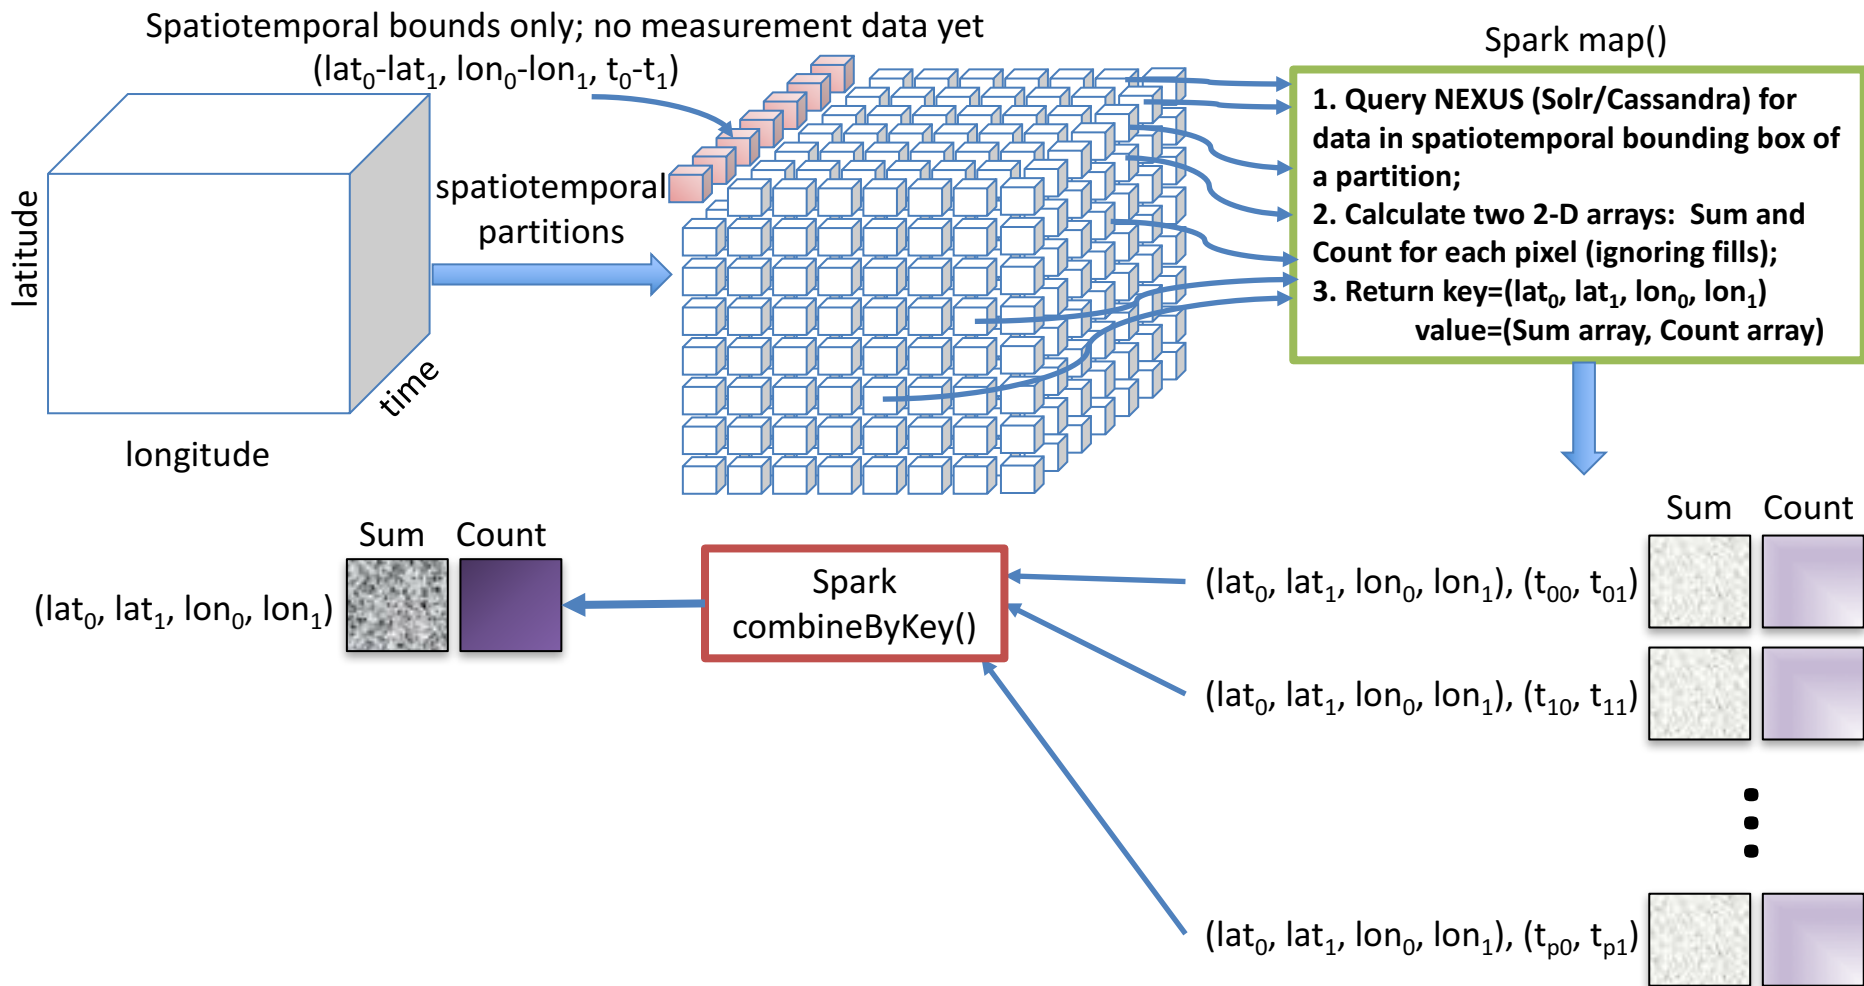 Spatiotemporal bounds only; no measurement data yet
(lat₀-lat₁, lon₀-lon₁, t₀-t₁)
latitude
longitude
time
spatiotemporal
partitions
Spark map()
1. Query NEXUS (Solr/Cassandra) for
data in spatiotemporal bounding box of
a partition;
2. Calculate two 2-D arrays: Sum and
Count for each pixel (ignoring fills);
3. Return key=(lat₀, lat₁, lon₀, lon₁)
value=(Sum array, Count array)
Sum Count
(lat₀, lat₁, lon₀, lon₁), (t₀₀, t₀₁)
(lat₀, lat₁, lon₀, lon₁), (t₁₀, t₁₁)
(lat₀, lat₁, lon₀, lon₁), (tₚ₀, tₚ₁)
Spark
combineByKey()
Sum Count
(lat₀, lat₁, lon₀, lon₁)